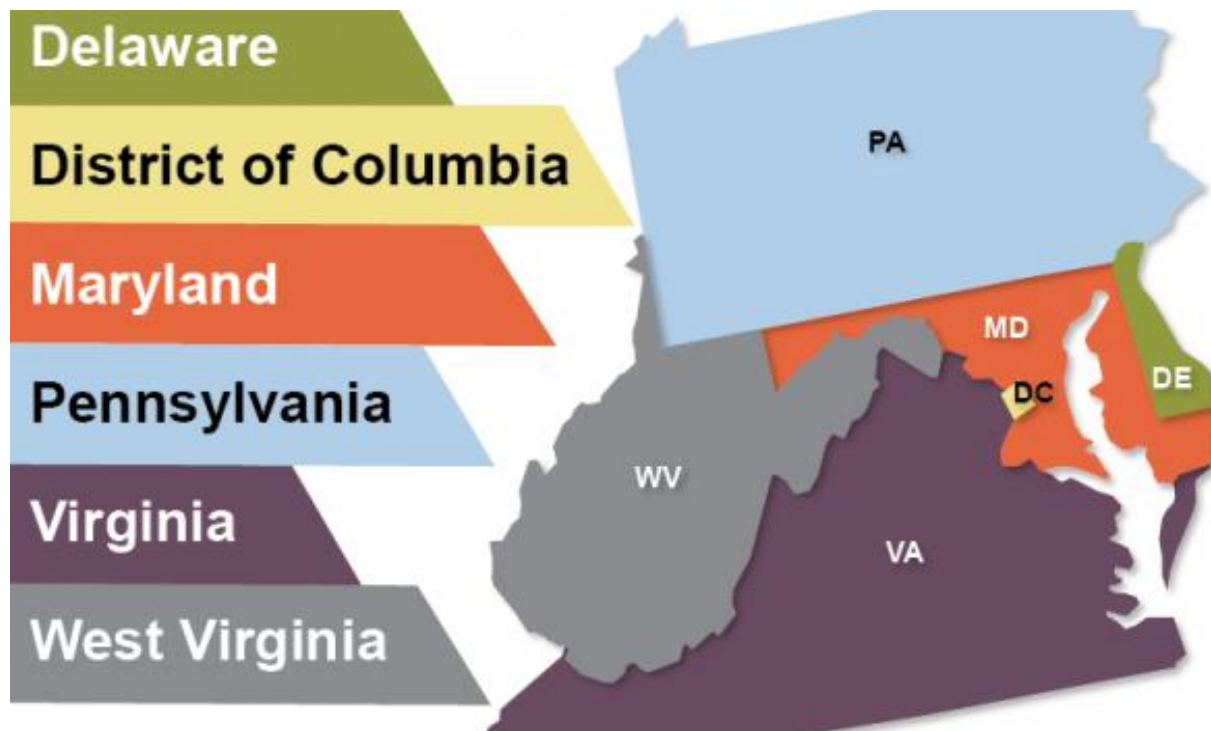 Delaware
District of Columbia
Maryland
Pennsylvania
Virginia
West Virginia
PA
MD
DE
DC
WV
VA